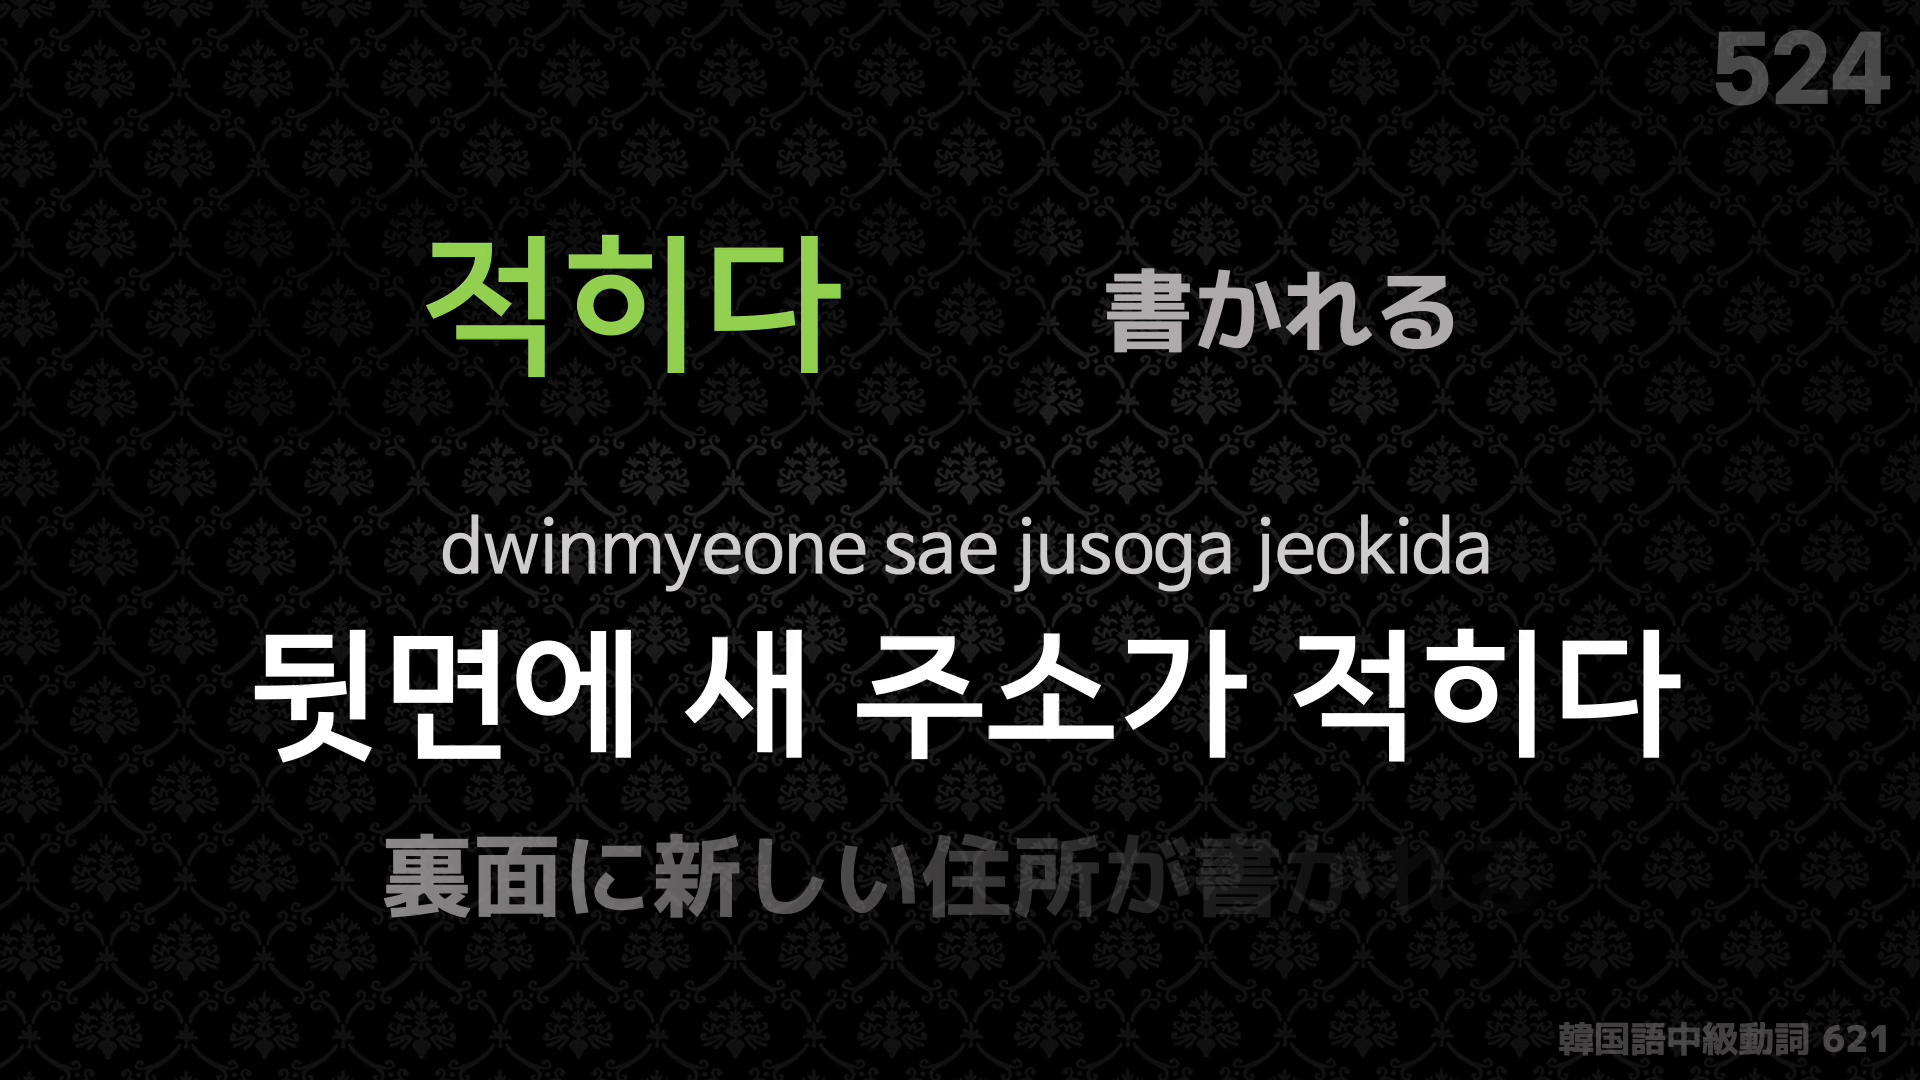 524
적히다 書かれる
dwinmyeone sae jusoga jeokida
뒷면에 새 주소가 적히다
裏面に新しい住所が書かれる
韓国語中級動詞 621